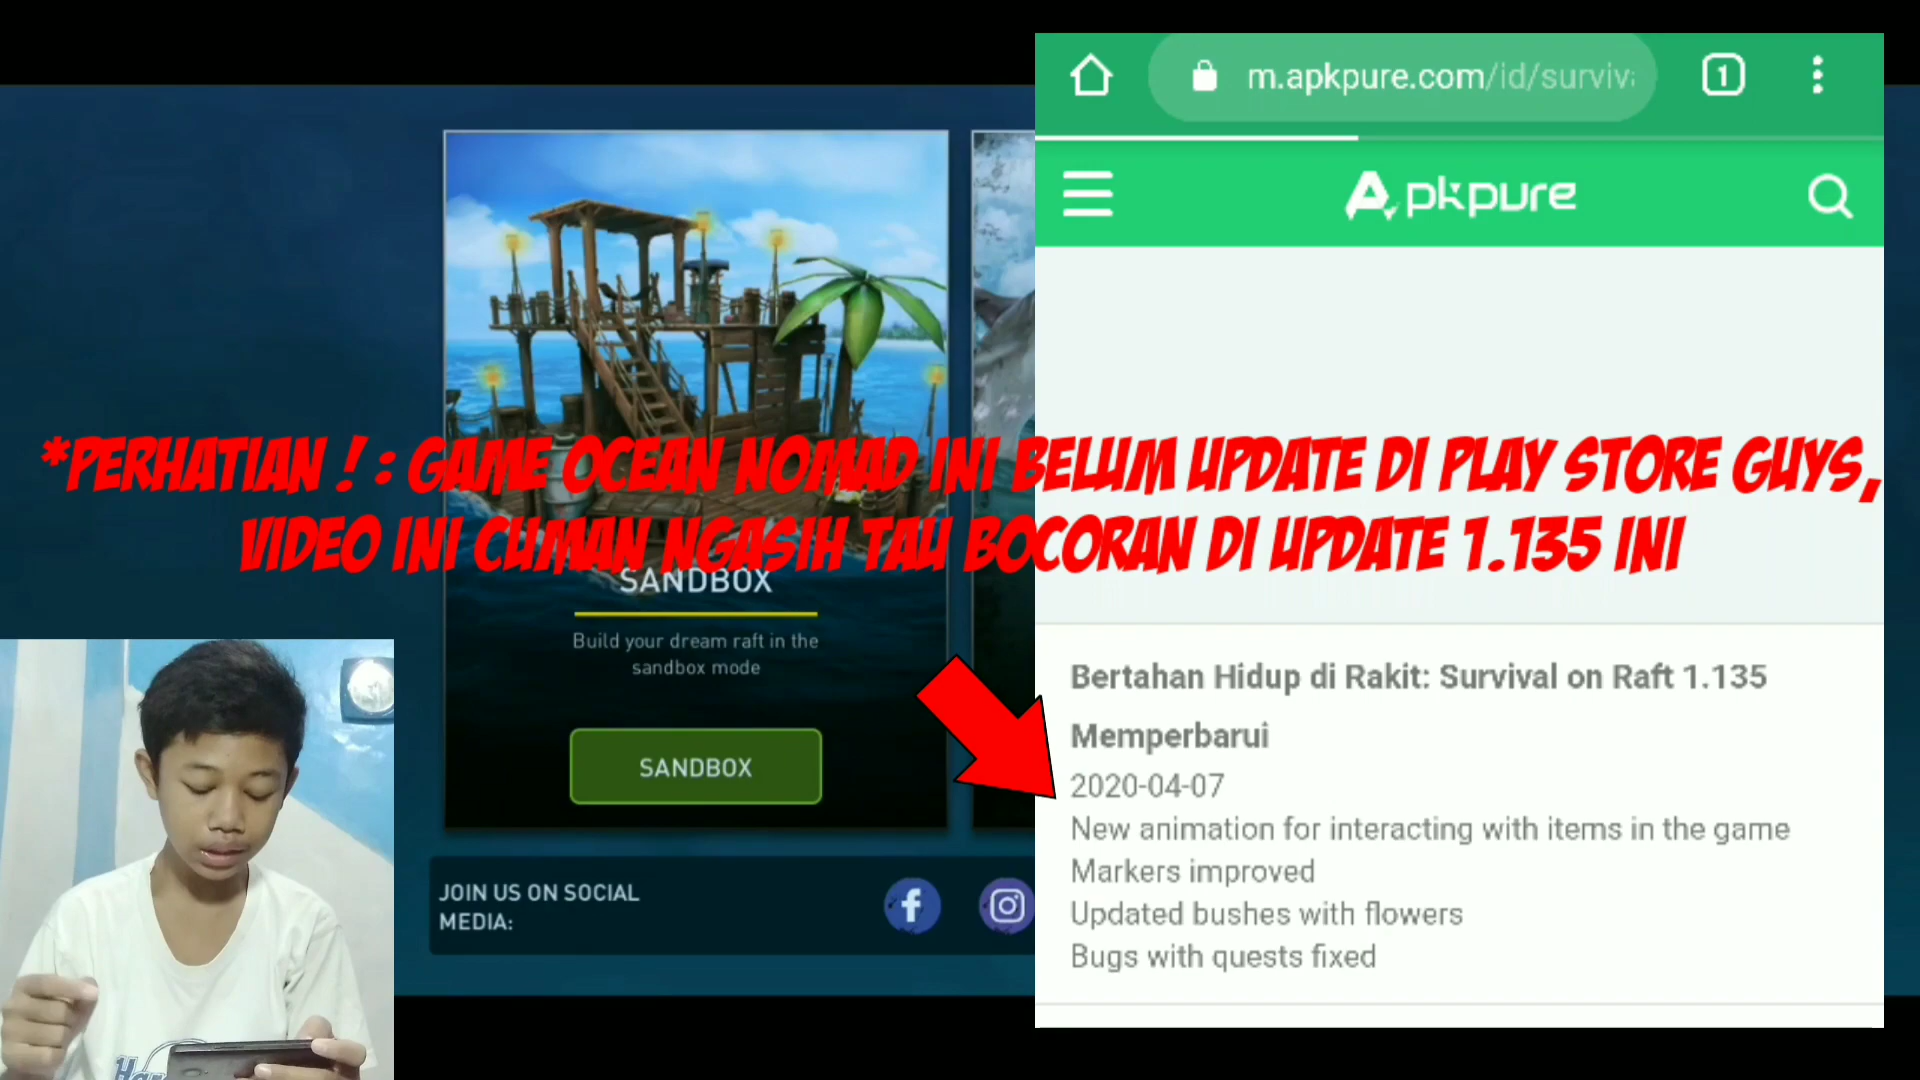 m.apkpure.com/id/surviv
1
Apkpure
*PERHATIAN ! : GAME OCEAN NOMAD INI BELUM UPDATE DI PLAY STORE GUYS,
VIDEO INI CUMAN NGASIH TAU BOCORAN DI UPDATE 1.135 INI
SANDBOX
Build your dream raft in the
sandbox mode
SANDBOX
JOIN US ON SOCIAL
MEDIA:
Bertahan Hidup di Rakit: Survival on Raft 1.135
Memperbarui
2020-04-07
New animation for interacting with items in the game
Markers improved
Updated bushes with flowers
Bugs with quests fixed